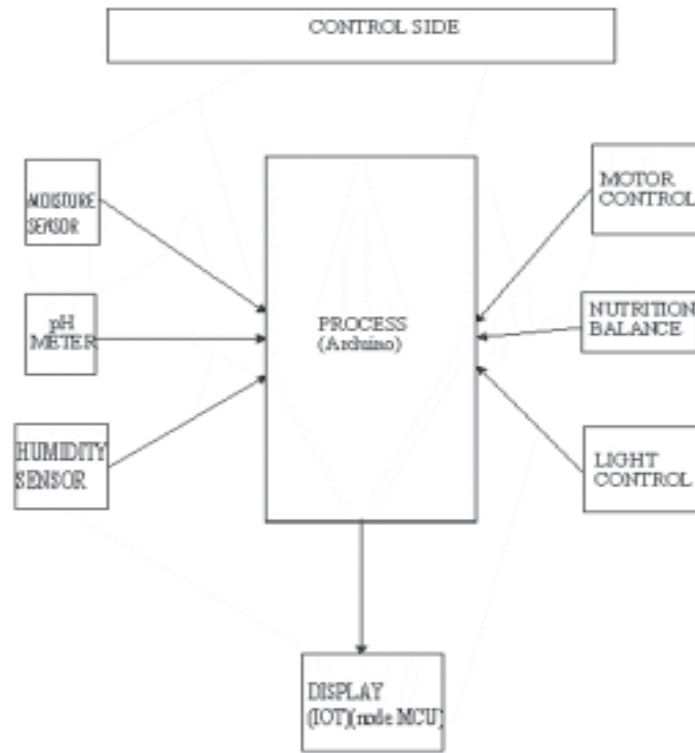 CONTROL SIDE
MOISTURE
SENSOR
pH
METER
HUMIDITY
SENSOR
PROCESS
(Arduino)
MOTOR
CONTROL
NUTRITION
BALANCE
LIGHT
CONTROL
DISPLAY
(IOT)(node MCU)